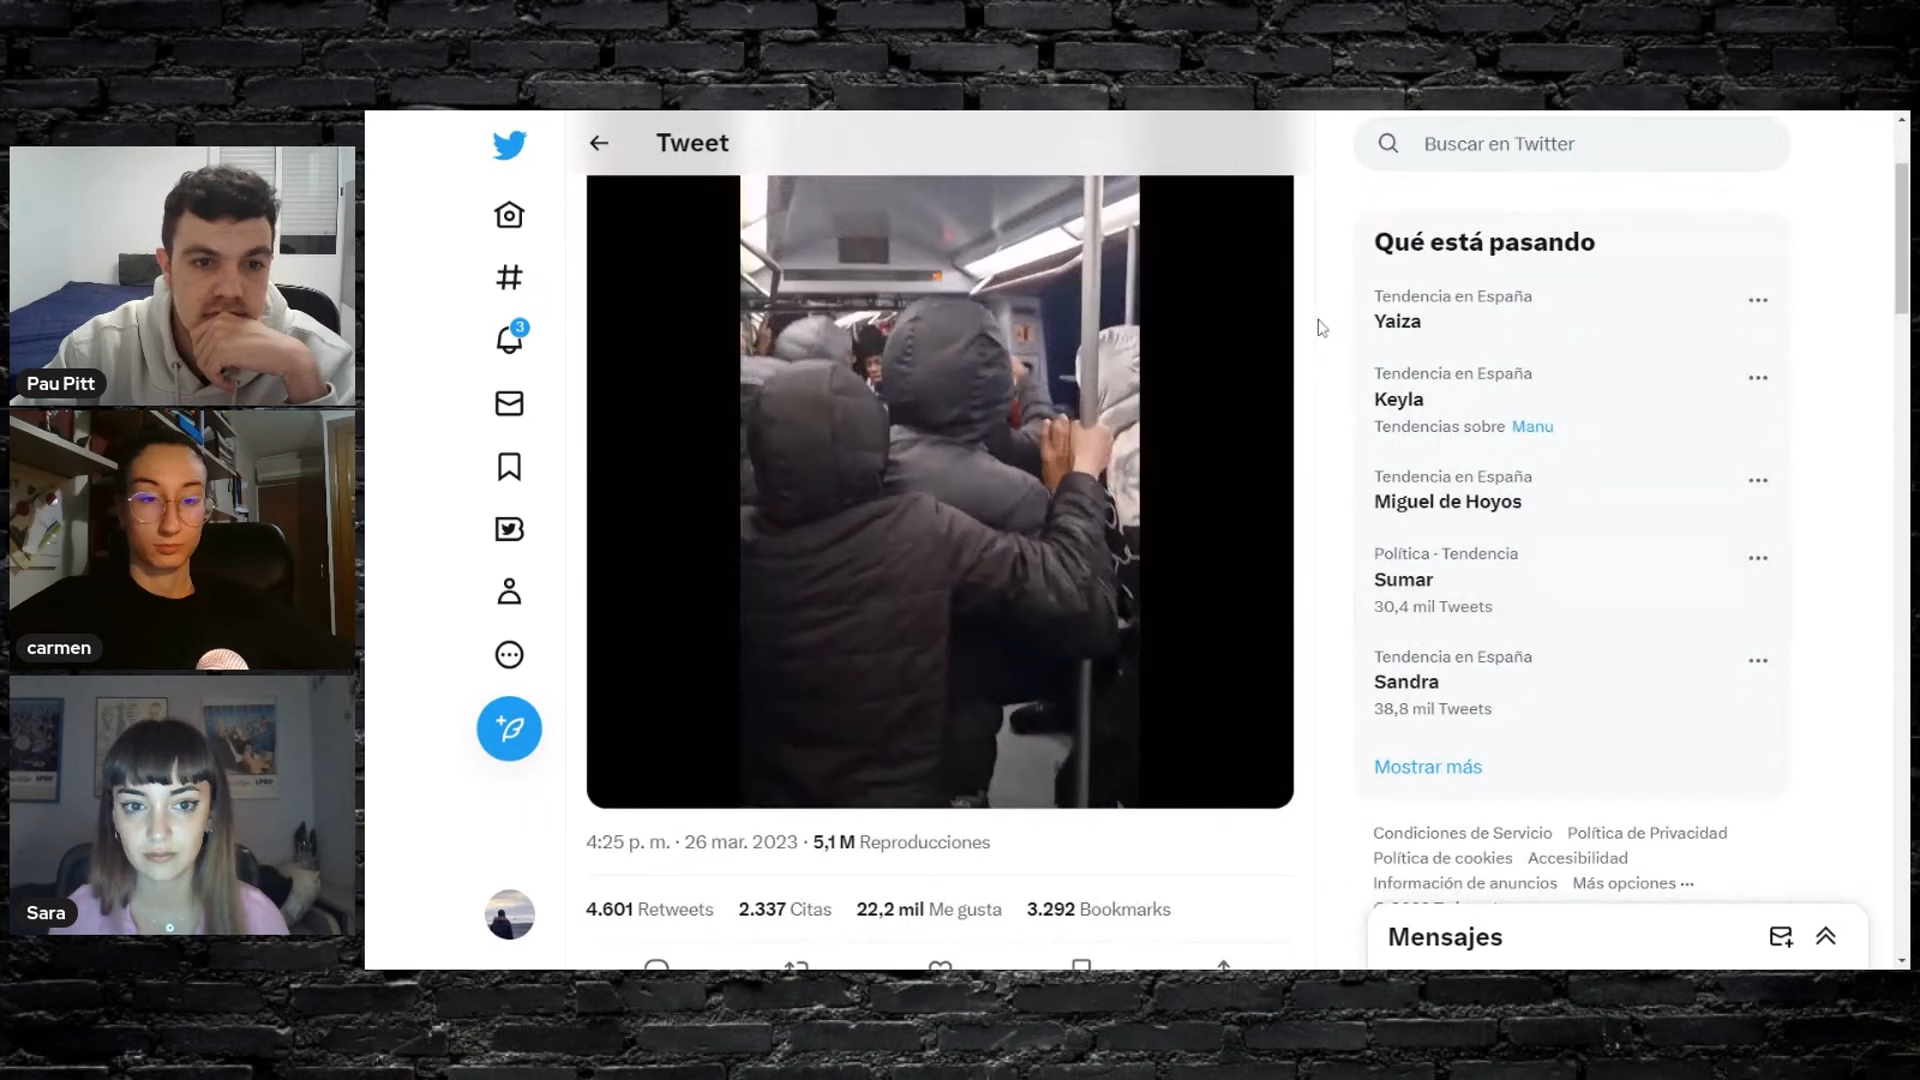 Pau Pitt
carmen
Sara
Tweet
3
4:25 p. m. · 26 mar. 2023 · 5,1 M Reproducciones
4.601 Retweets 2.337 Citas 22,2 mil Me gusta 3.292 Bookmarks
Buscar en Twitter
Qué está pasando
Tendencia en España
Yaiza
Tendencia en España
Keyla
Tendencias sobre Manu
Tendencia en España
Miguel de Hoyos
Política · Tendencia
Sumar
30,4 mil Tweets
Tendencia en España
Sandra
38,8 mil Tweets
Mostrar más
Condiciones de Servicio Política de Privacidad
Política de cookies Accesibilidad
Información de anuncios Más opciones ···
Mensajes